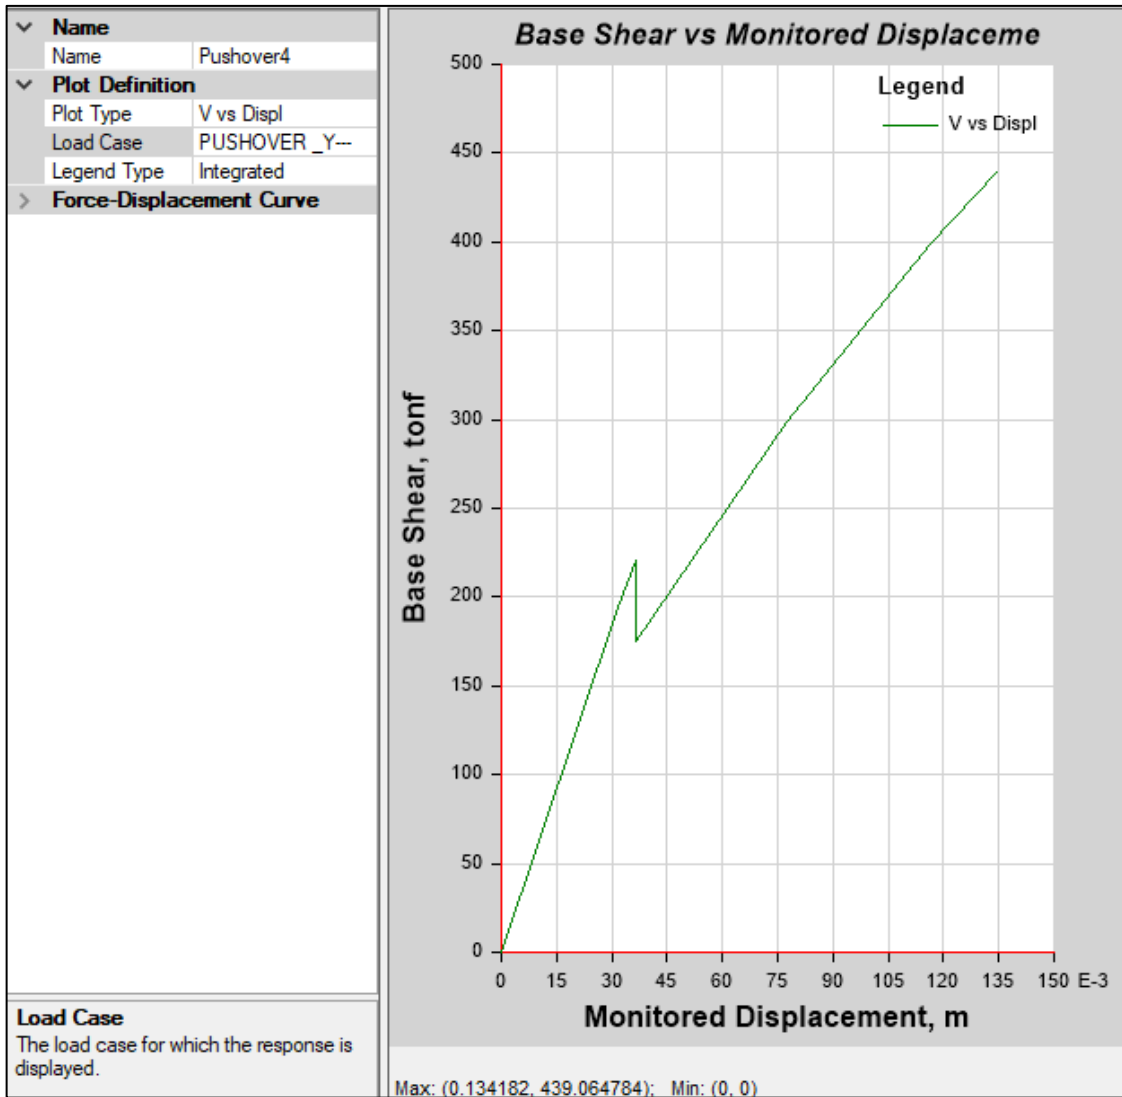 Name
Name Pushover4
Plot Definition
Plot Type V vs Displ
Load Case PUSHOVER _Y---
Legend Type Integrated
Force-Displacement Curve
Load Case
The load case for which the response is
displayed.
Base Shear vs Monitored Displaceme
Legend
V vs Displ
Base Shear, tonf
500
450
400
350
300
250
200
150
100
50
0
0 15 30 45 60 75 90 105 120 135 150 E-3
Monitored Displacement, m
Max: (0.134182, 439.064784); Min: (0, 0)